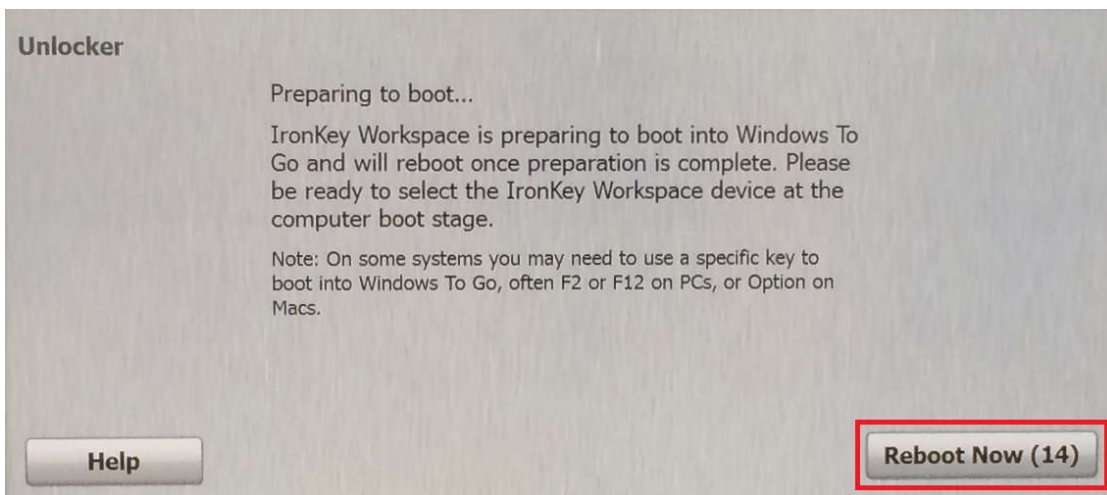 Unlocker
Preparing to boot...
IronKey Workspace is preparing to boot into Windows To
Go and will reboot once preparation is complete. Please
be ready to select the IronKey Workspace device at the
computer boot stage.
Note: On some systems you may need to use a specific key to
boot into Windows To Go, often F2 or F12 on PCs, or Option on
Macs.
Help
Reboot Now (14)